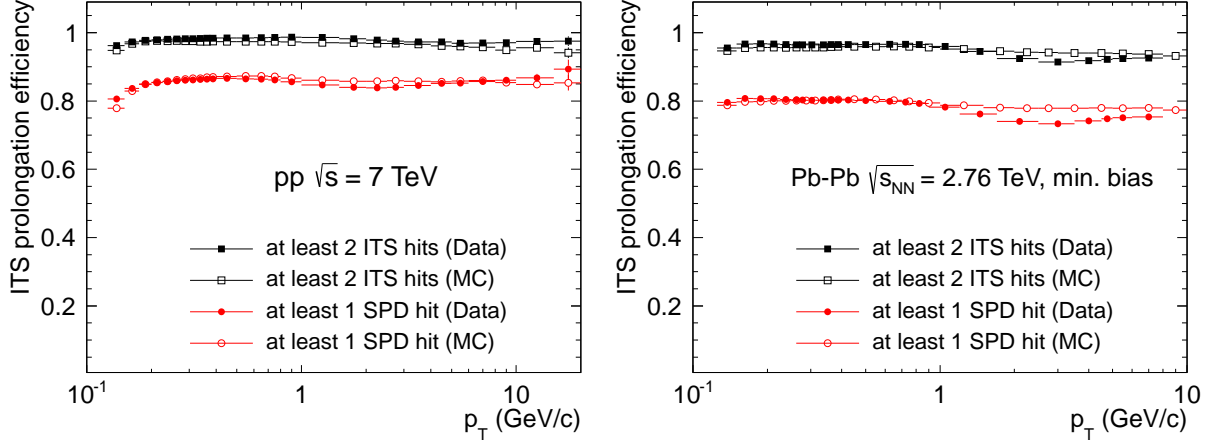 ITS prolongation efficiency
1
0.8
0.6
0.4
0.2
pp √s = 7 TeV
at least 2 ITS hits (Data)
at least 2 ITS hits (MC)
at least 1 SPD hit (Data)
at least 1 SPD hit (MC)
10⁻¹ 1 10
p_T (GeV/c)
ITS prolongation efficiency
1
0.8
0.6
0.4
0.2
Pb-Pb √s_NN = 2.76 TeV, min. bias
at least 2 ITS hits (Data)
at least 2 ITS hits (MC)
at least 1 SPD hit (Data)
at least 1 SPD hit (MC)
10⁻¹ 1 10
p_T (GeV/c)